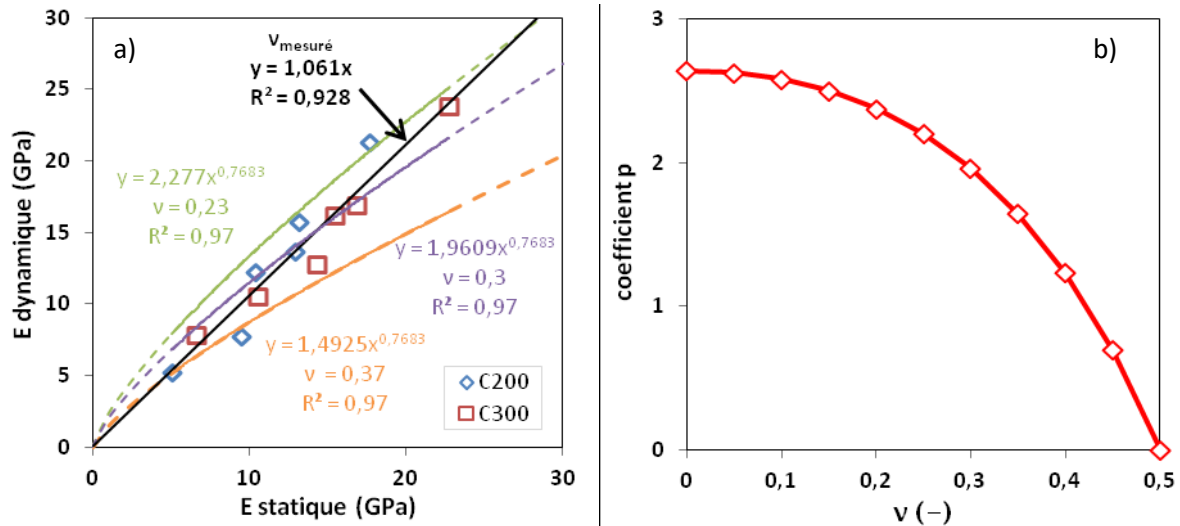 a)
30
25
20
15
10
5
0
E dynamique (GPa)
ν mesuré
y = 1,061x
R² = 0,928
y = 2,277x^0,7683
ν = 0,23
R² = 0,97
y = 1,9609x^0,7683
ν = 0,3
R² = 0,97
y = 1,4925x^0,7683
ν = 0,37
R² = 0,97
C200
C300
0 10 20 30
E statique (GPa)
b)
3
2
1
0
coefficient p
0 0,1 0,2 0,3 0,4 0,5
ν (–)